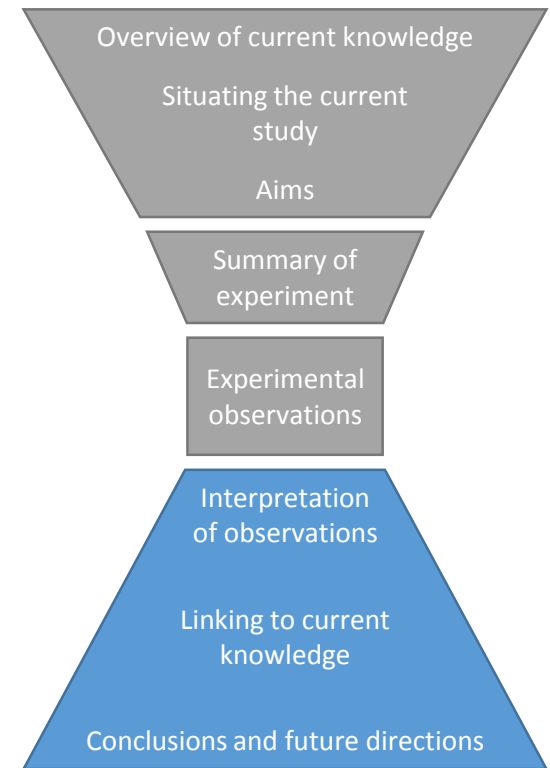 Overview of current knowledge
Situating the current
study
Aims
Summary of
experiment
Experimental
observations
Interpretation
of observations
Linking to current
knowledge
Conclusions and future directions